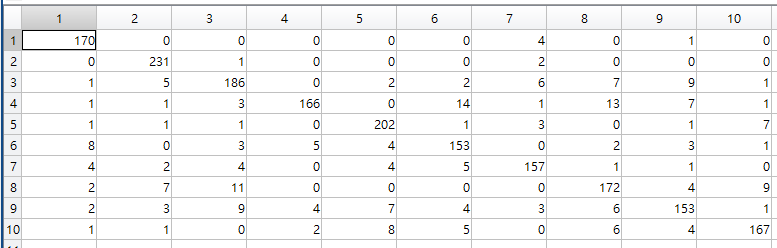 1 2 3 4 5 6 7 8 9 10
1 170 0 0 0 0 0 4 0 1 0
2 0 231 1 0 0 0 2 0 0 0
3 1 5 186 0 2 2 6 7 9 1
4 1 1 3 166 0 14 1 13 7 1
5 1 1 1 0 202 1 3 0 1 7
6 8 0 3 5 4 153 0 2 3 1
7 4 2 4 0 4 5 157 1 1 0
8 2 7 11 0 0 0 0 172 4 9
9 2 3 9 4 7 4 3 6 153 1
10 1 1 0 2 8 5 0 6 4 167